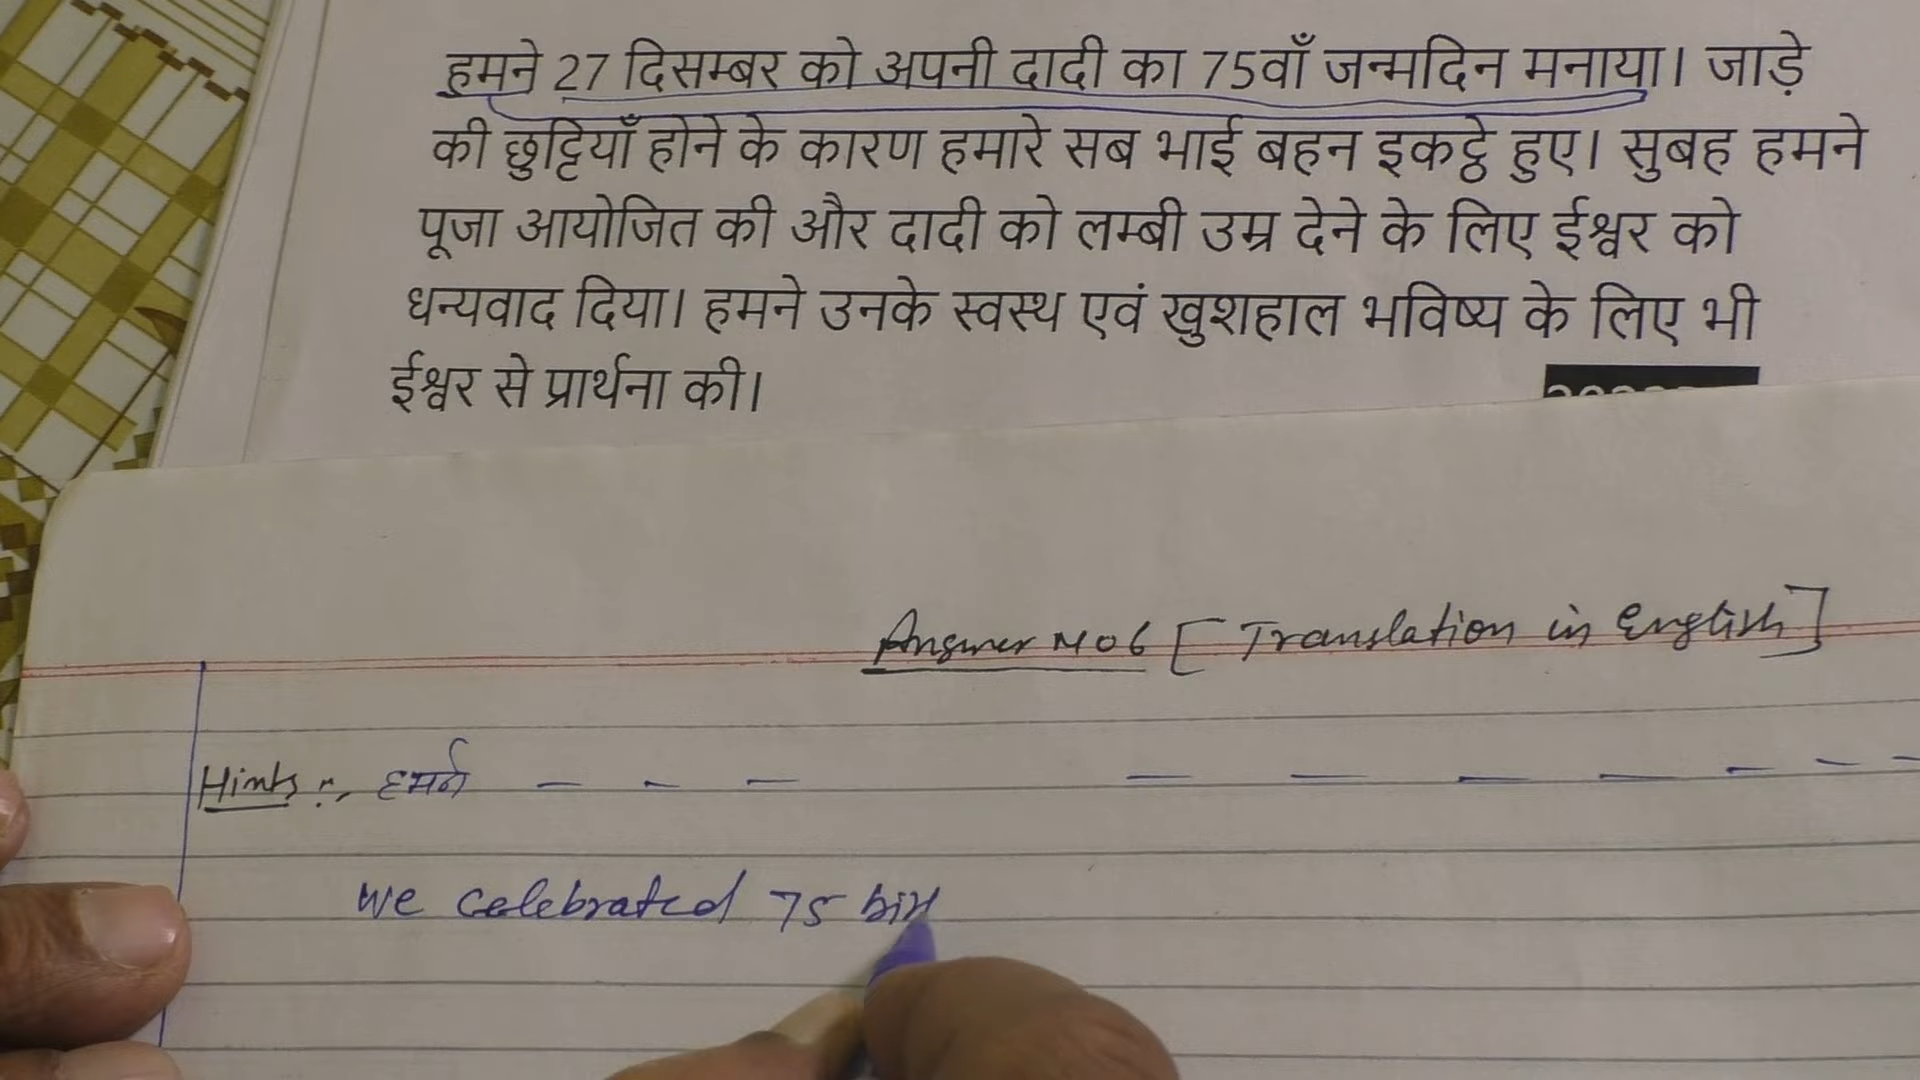 हमने 27 दिसम्बर को अपनी दादी का 75वाँ जन्मदिन मनाया। जाड़े
की छुट्टियाँ होने के कारण हमारे सब भाई बहन इकट्ठे हुए। सुबह हमने
पूजा आयोजित की और दादी को लम्बी उम्र देने के लिए ईश्वर को
धन्यवाद दिया। हमने उनके स्वस्थ एवं खुशहाल भविष्य के लिए भी
ईश्वर से प्रार्थना की।
Answer NO 6 [Translation in English]
Hints :- हमने - - - - - - - - - -
We celebrated 75